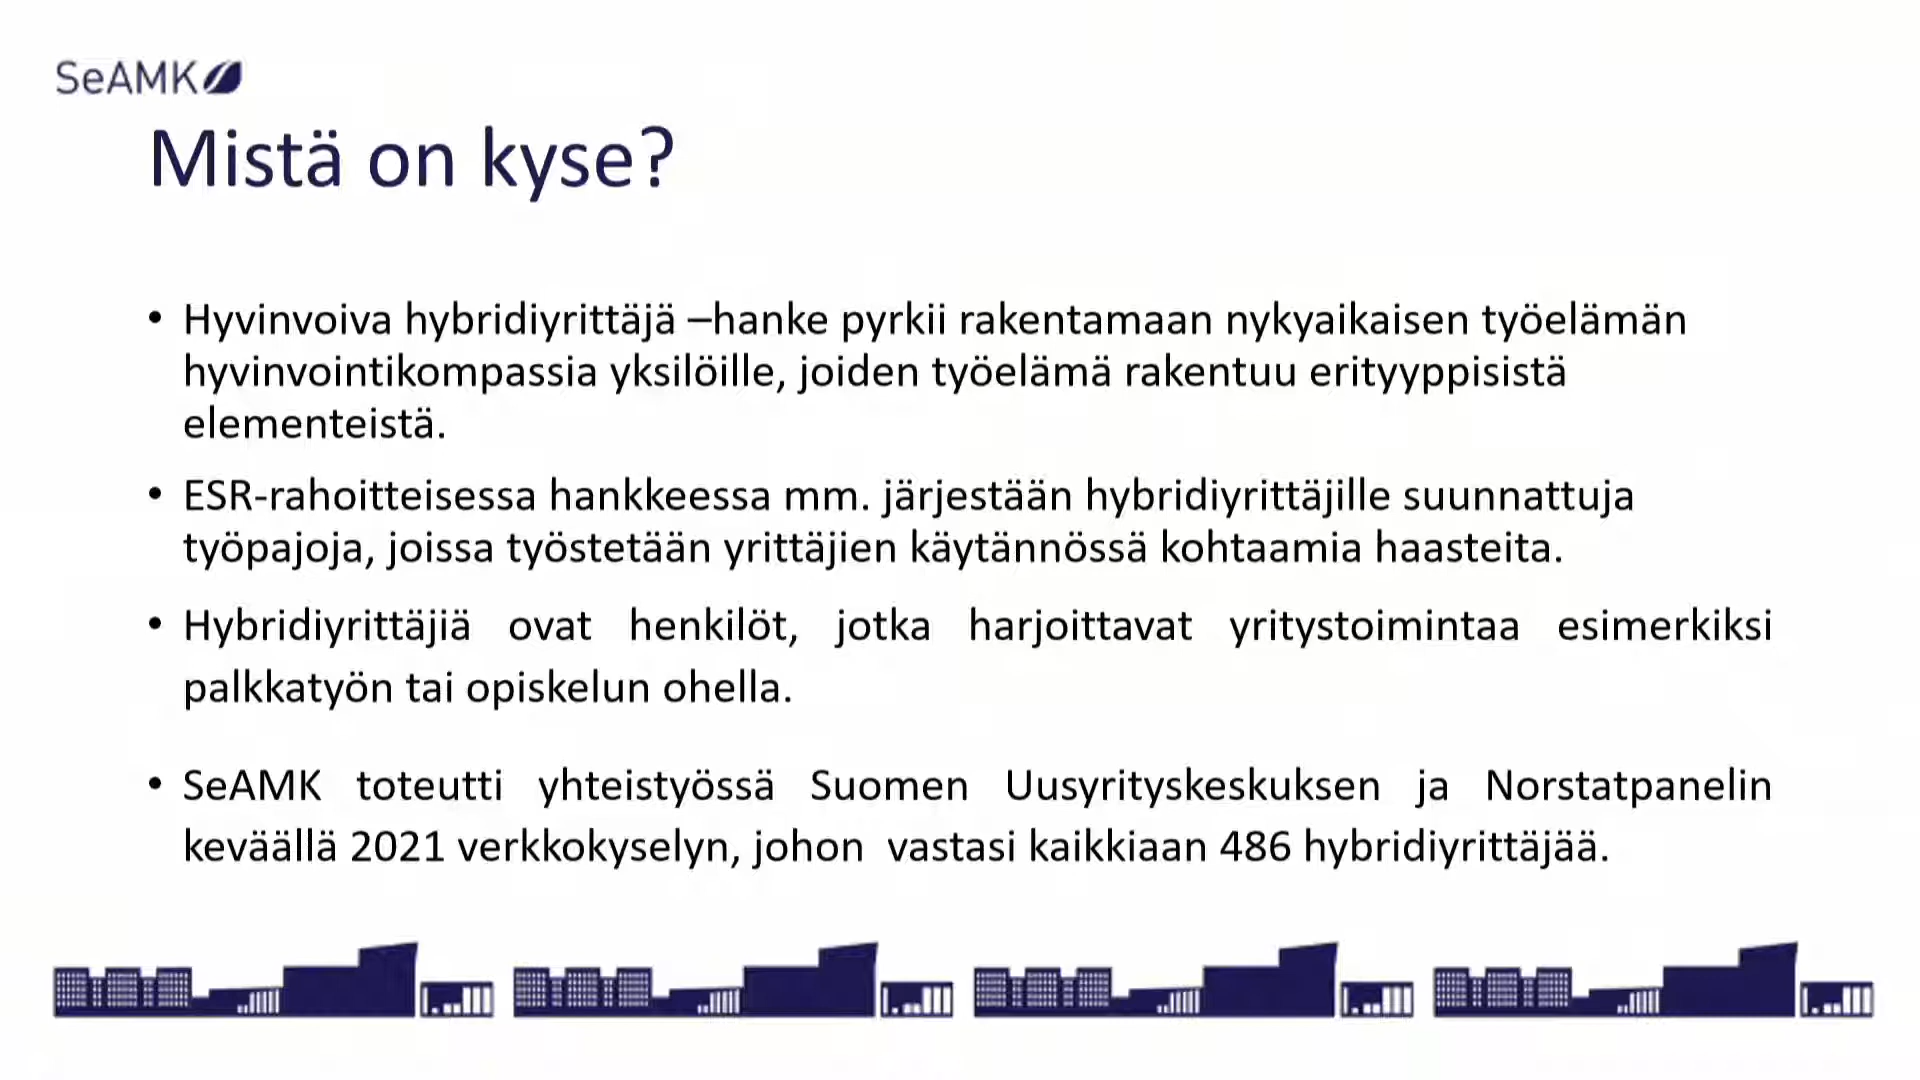 SeAMK
Mistä on kyse?
• Hyvinvoiva hybridiyrittäjä –hanke pyrkii rakentamaan nykyaikaisen työelämän
hyvinvointikompassia yksilöille, joiden työelämä rakentuu erityyppisistä
elementeistä.
• ESR-rahoitteisessa hankkeessa mm. järjestään hybridiyrittäjille suunnattuja
työpajoja, joissa työstetään yrittäjien käytännössä kohtaamia haasteita.
• Hybridiyrittäjiä ovat henkilöt, jotka harjoittavat yritystoimintaa esimerkiksi
palkkatyön tai opiskelun ohella.
• SeAMK toteutti yhteistyössä Suomen Uusyrityskeskuksen ja Norstatpanelin
keväällä 2021 verkkokyselyn, johon vastasi kaikkiaan 486 hybridiyrittäjää.